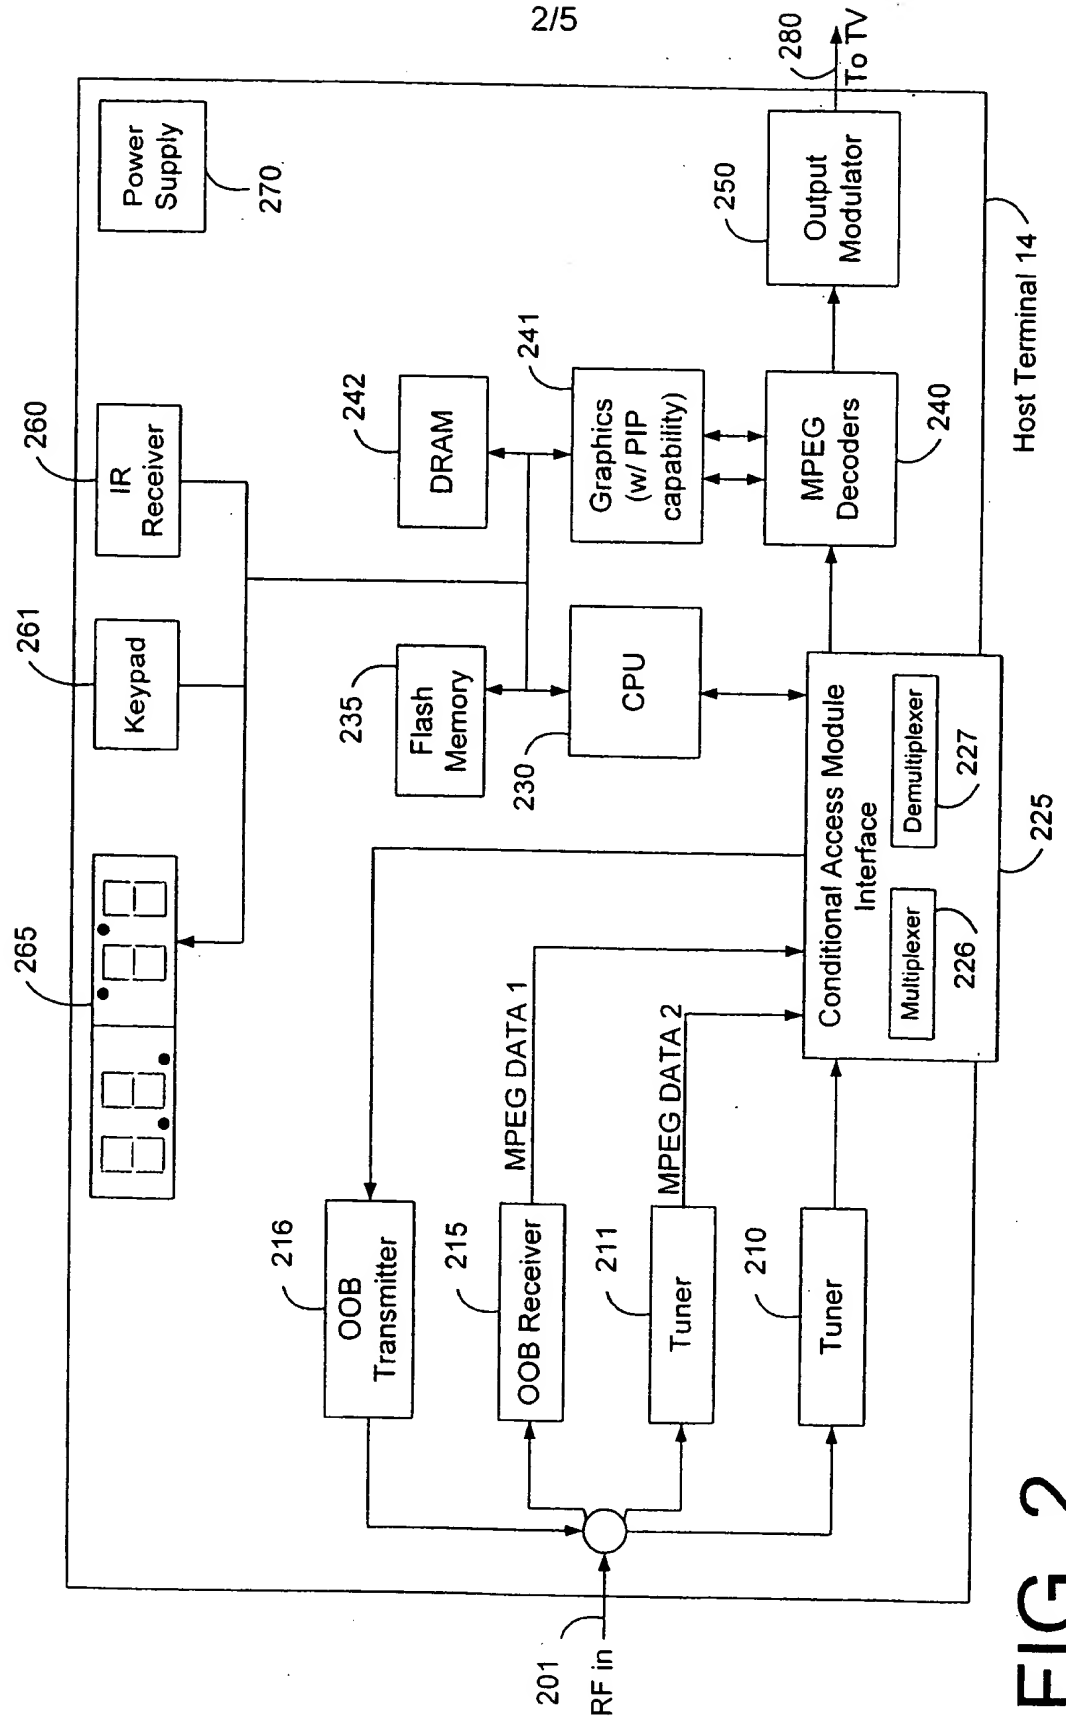 2/5
260
IR
Receiver
261
Keypad
265
Power
Supply
270
242
DRAM
235
Flash
Memory
241
Graphics
(w/ PIP
capability)
230
CPU
216
OOB
Transmitter
215
OOB Receiver
MPEG DATA 1
211
Tuner
MPEG DATA 2
210
Tuner
201
RF in
Conditional Access Module
Interface
Multiplexer
226
Demultiplexer
227
225
MPEG
Decoders
240
250
Output
Modulator
280
To TV
Host Terminal 14
FIG. 2